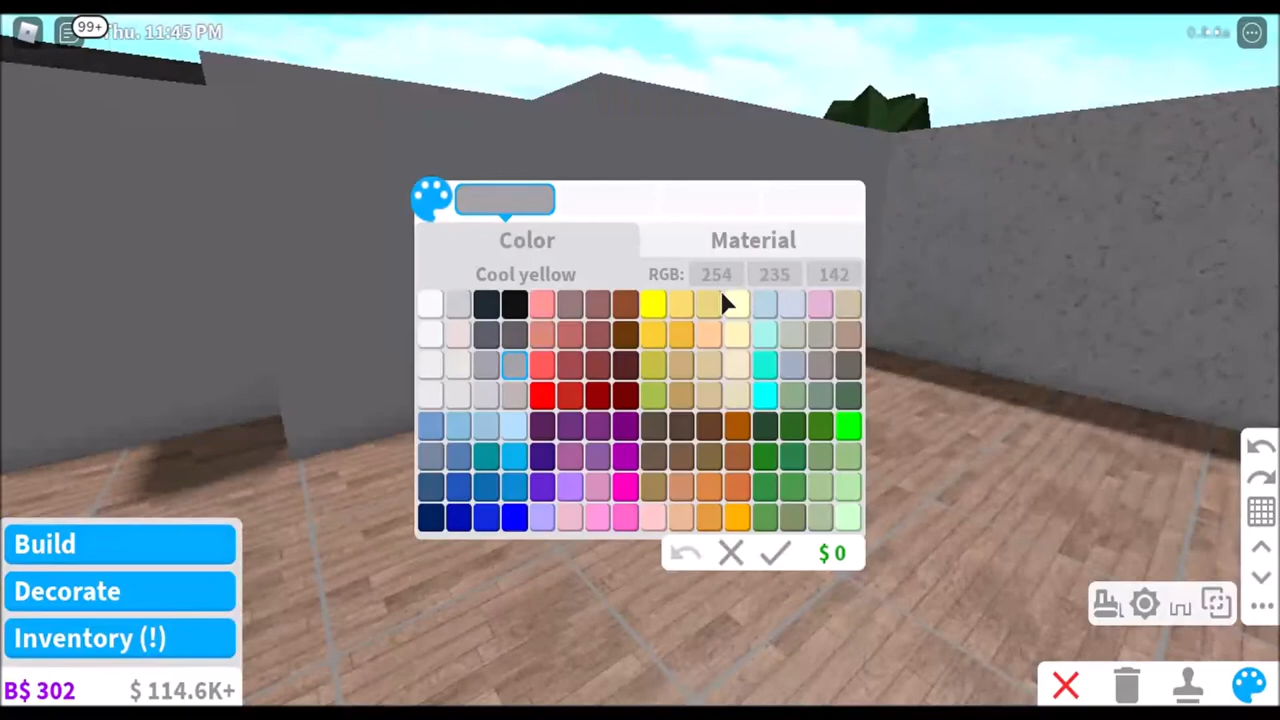 99+
Thu. 11:45 PM
Color
Material
Cool yellow
RGB: 254 235 142
$ 0
Build
Decorate
Inventory (!)
B$ 302
$ 114.6K+